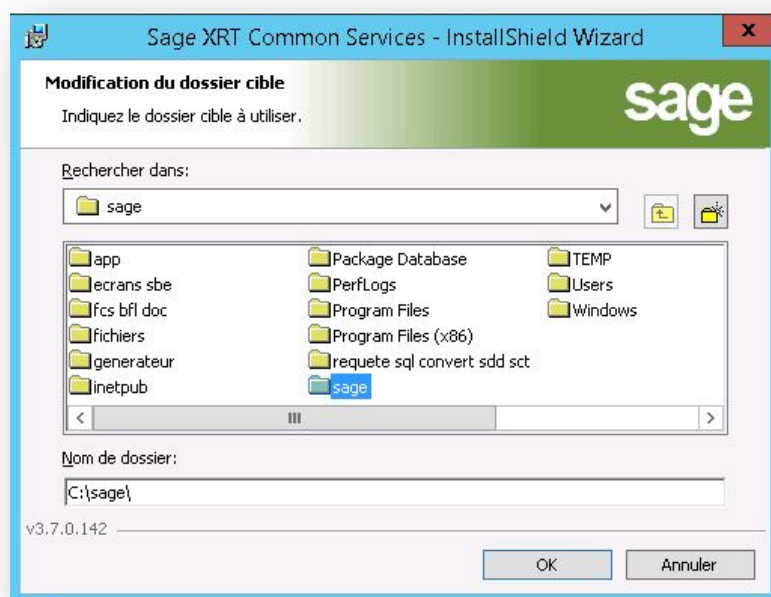 Sage XRT Common Services - InstallShield Wizard
x
Modification du dossier cible
Indiquez le dossier cible à utiliser.
sage
Rechercher dans:
sage
app
ecrans sbe
fcs bfl doc
fichiers
generateur
inetpub
Package Database
PerfLogs
Program Files
Program Files (x86)
requete sql convert sdd sct
sage
TEMP
Users
Windows
Nom de dossier:
C:\sage\
v3.7.0.142
OK Annuler